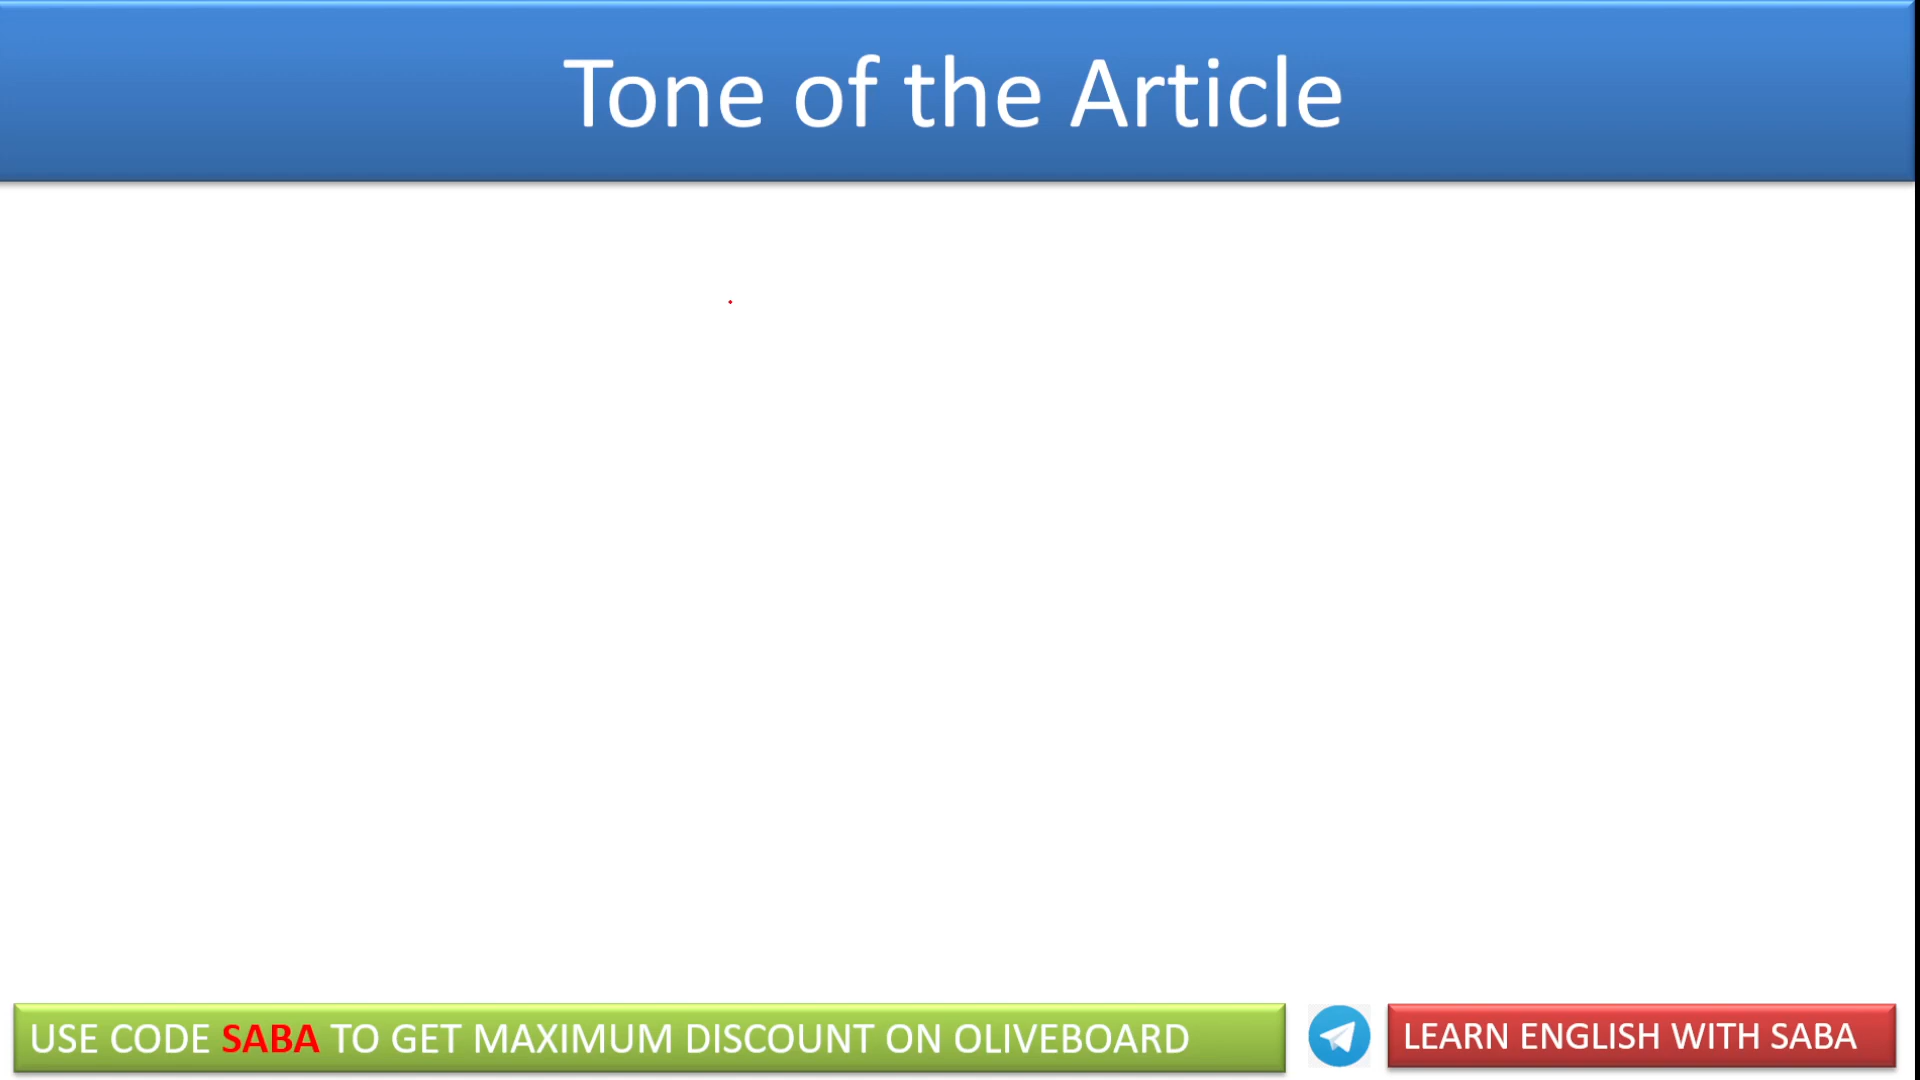 Tone of the Article
USE CODE SABA TO GET MAXIMUM DISCOUNT ON OLIVEBOARD
LEARN ENGLISH WITH SABA